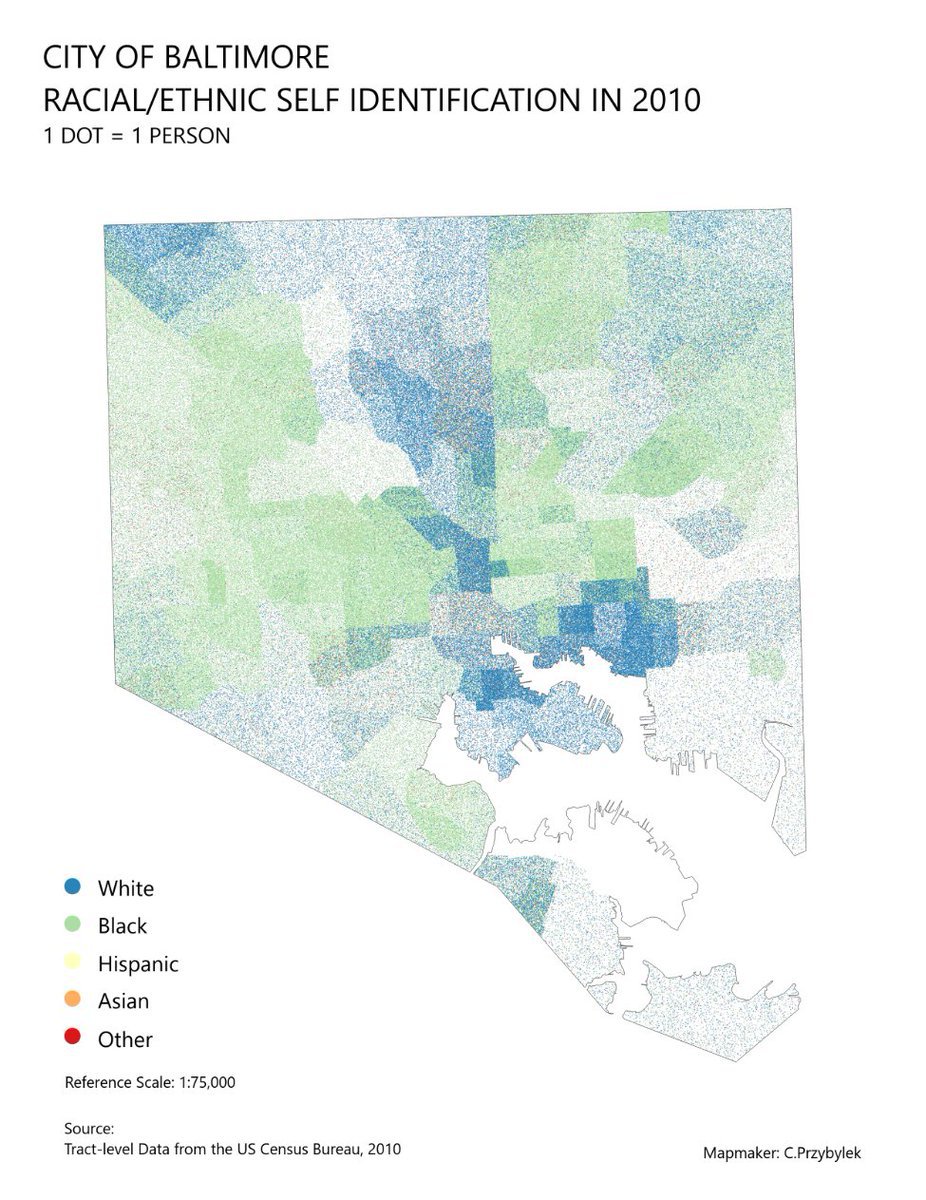 CITY OF BALTIMORE
RACIAL/ETHNIC SELF IDENTIFICATION IN 2010
1 DOT = 1 PERSON
White
Black
Hispanic
Asian
Other
Reference Scale: 1:75,000
Source:
Tract-level Data from the US Census Bureau, 2010
Mapmaker: C.Przybylek